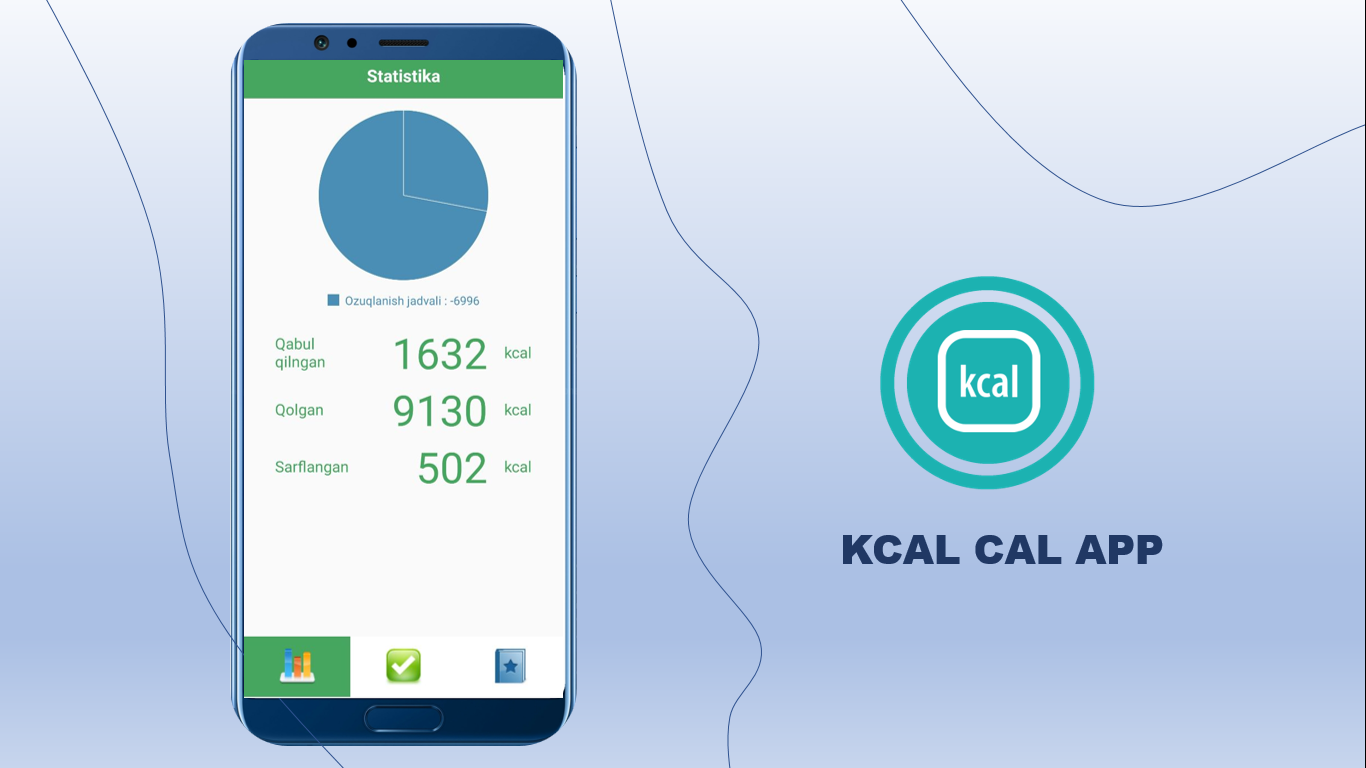 Statistika
Ozuqlanish jadvali : -6996
Qabul
qilngan
1632 kcal
Qolgan 9130 kcal
Sarflangan 502 kcal
kcal
KCAL CAL APP